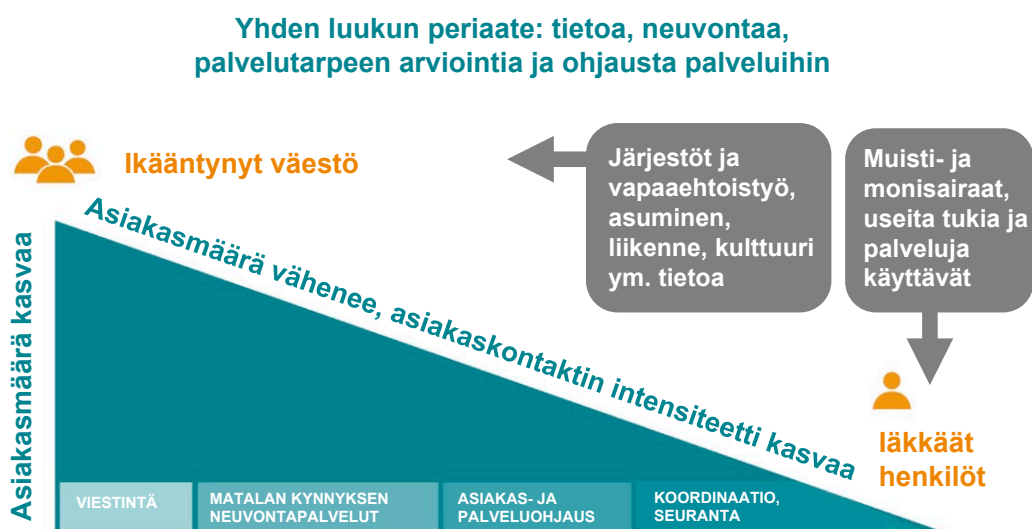 Yhden luukun periaate: tietoa, neuvontaa,
palvelutarpeen arviointia ja ohjausta palveluihin
Ikääntynyt väestö
Järjestöt ja
vapaaehtoistyö,
asuminen,
liikenne, kulttuuri
ym. tietoa
Muisti- ja
monisairaat,
useita tukia ja
palveluja
käyttävät
Asiakasmäärä kasvaa
Asiakasmäärä vähenee, asiakaskontaktin intensiteetti kasvaa
Iäkkäät
henkilöt
VIESTINTÄ
MATALAN KYNNYKSEN
NEUVONTAPALVELUT
ASIAKAS- JA
PALVELUOHJAUS
KOORDINAATIO,
SEURANTA